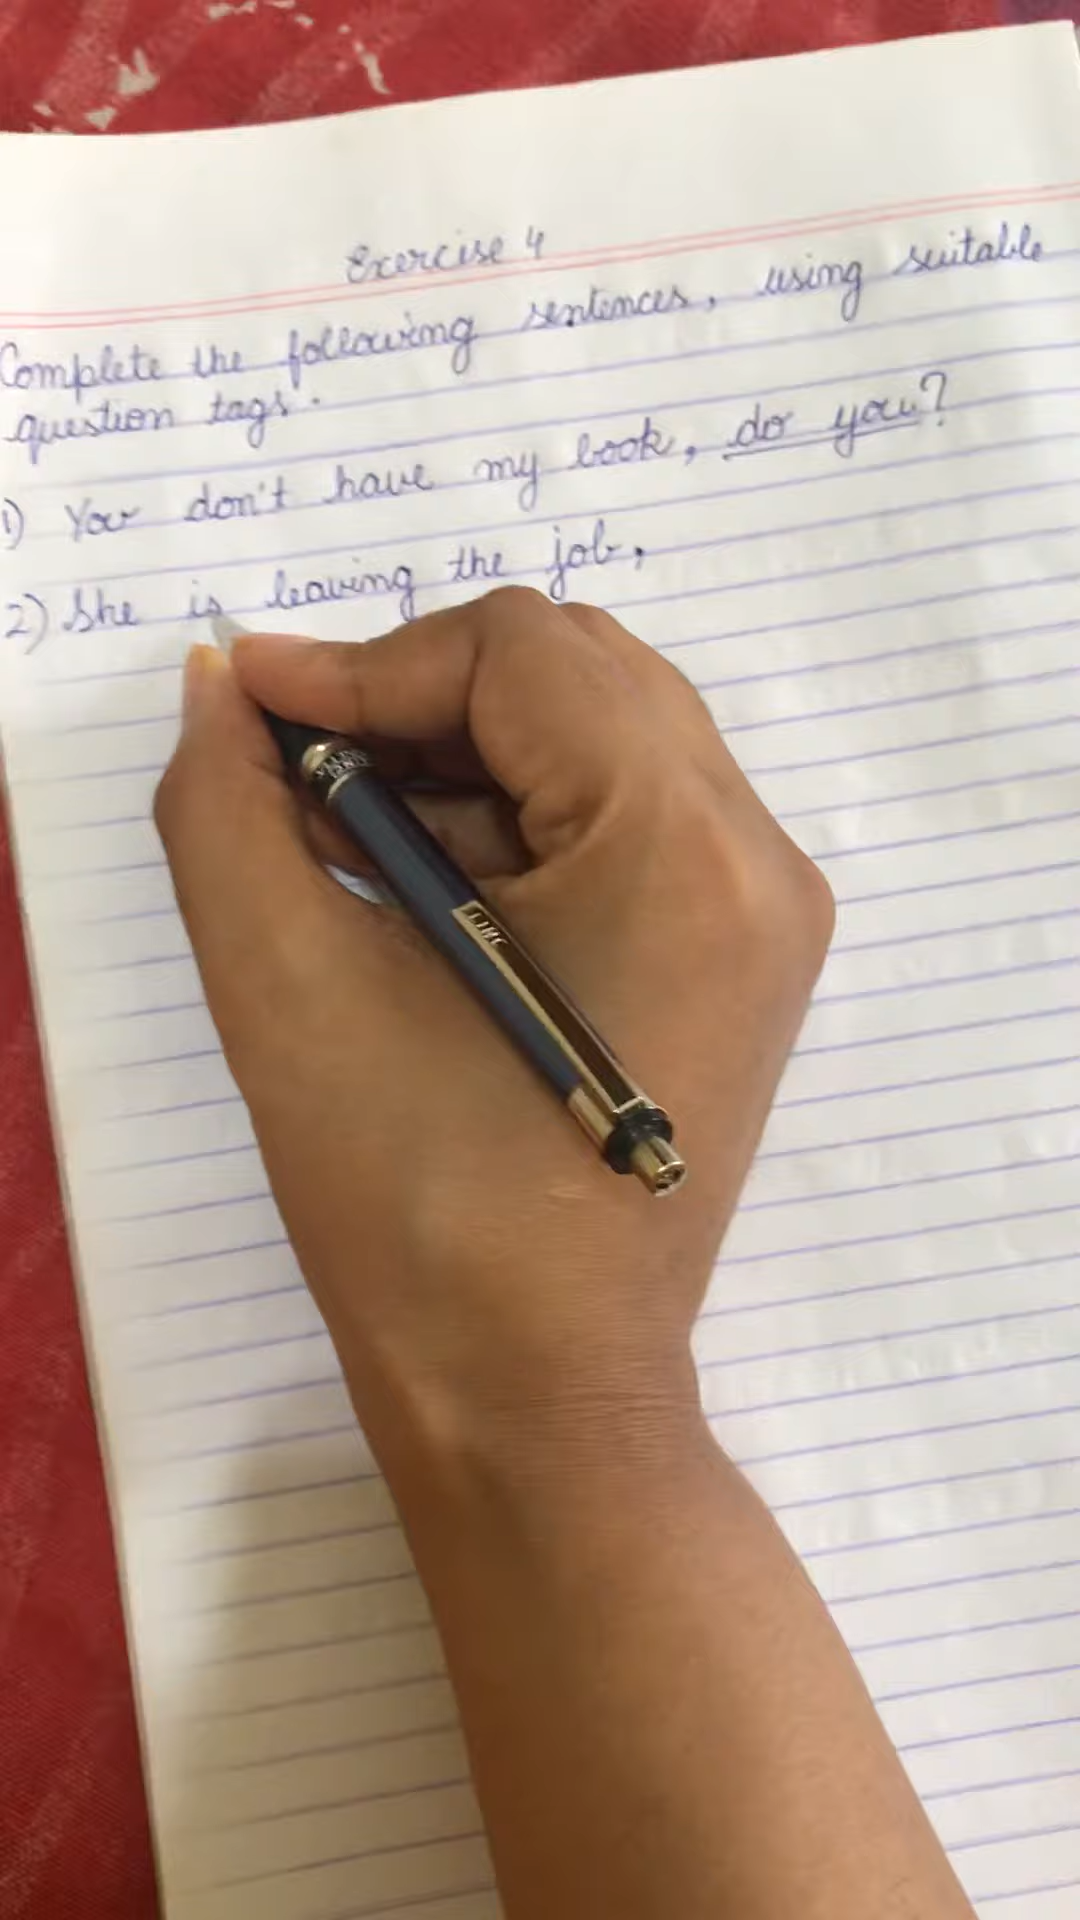 Exercise 4
Complete the following sentences, using suitable
question tags.
1) You don't have my book, do you?
2) She is leaving the job,